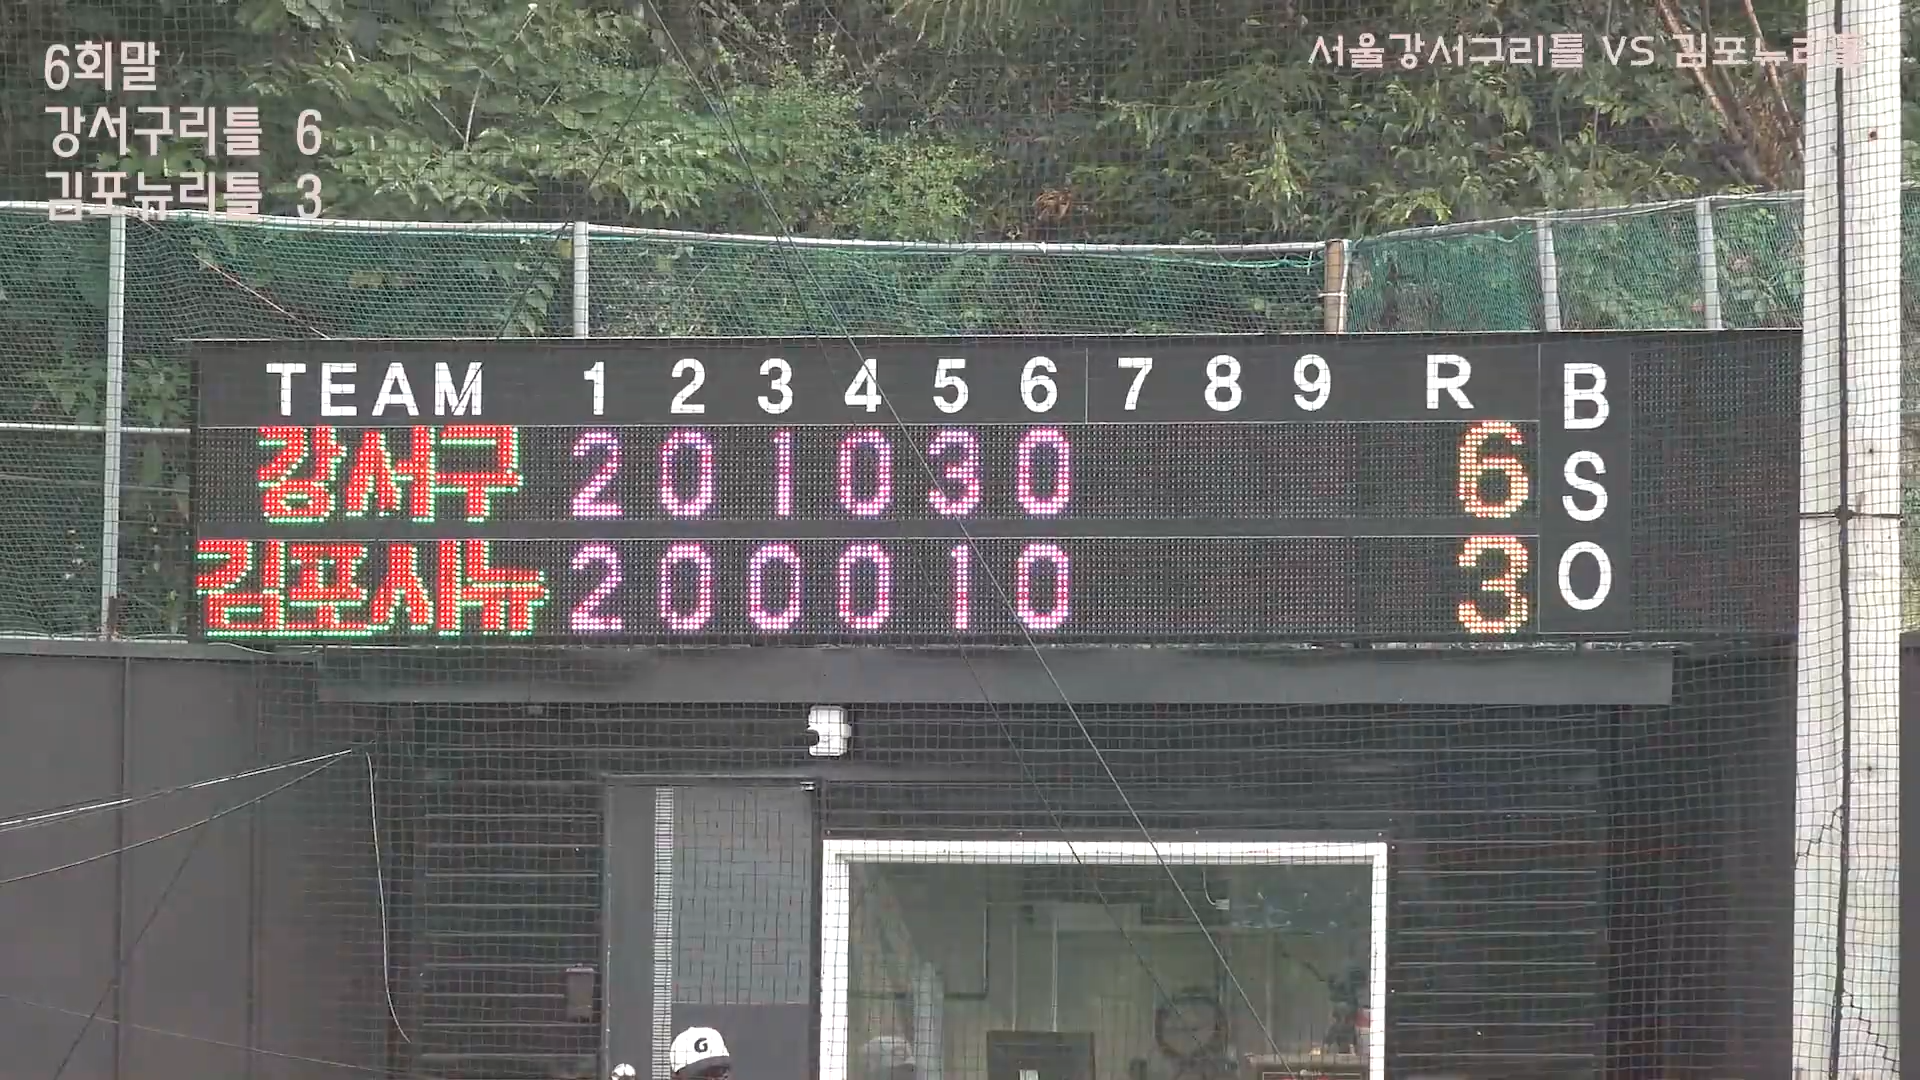 6회말
강서구리틀 6
김포뉴리틀 3
서울강서구리틀 VS 김포뉴리틀
TEAM 1 2 3 4 5 6 7 8 9 R
강서구 2 0 1 0 3 0 6
김포시뉴 2 0 0 0 1 0 3
B
S
O
G